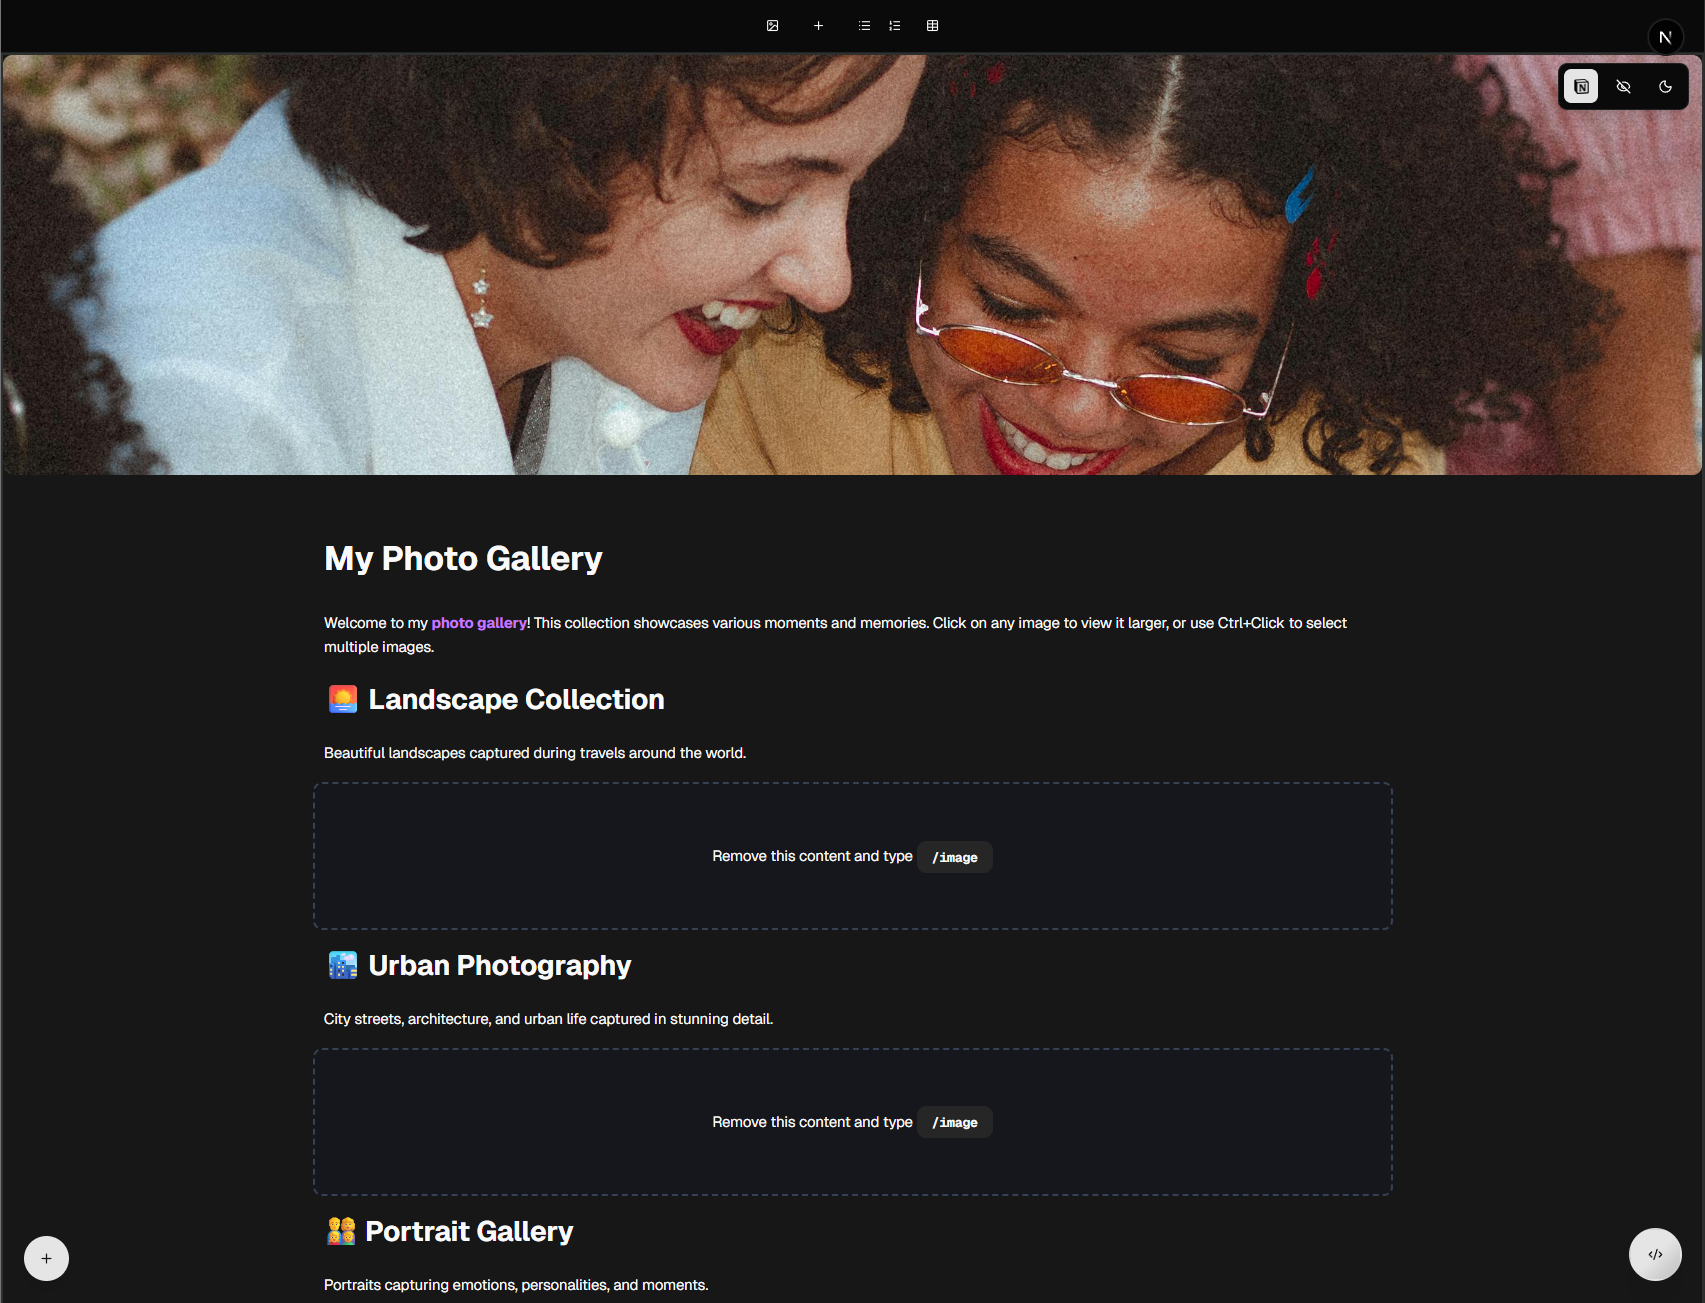 N
My Photo Gallery
Welcome to my photo gallery! This collection showcases various moments and memories. Click on any image to view it larger, or use Ctrl+Click to select
multiple images.
Landscape Collection
Beautiful landscapes captured during travels around the world.
Remove this content and type /image
Urban Photography
City streets, architecture, and urban life captured in stunning detail.
Remove this content and type /image
Portrait Gallery
Portraits capturing emotions, personalities, and moments.